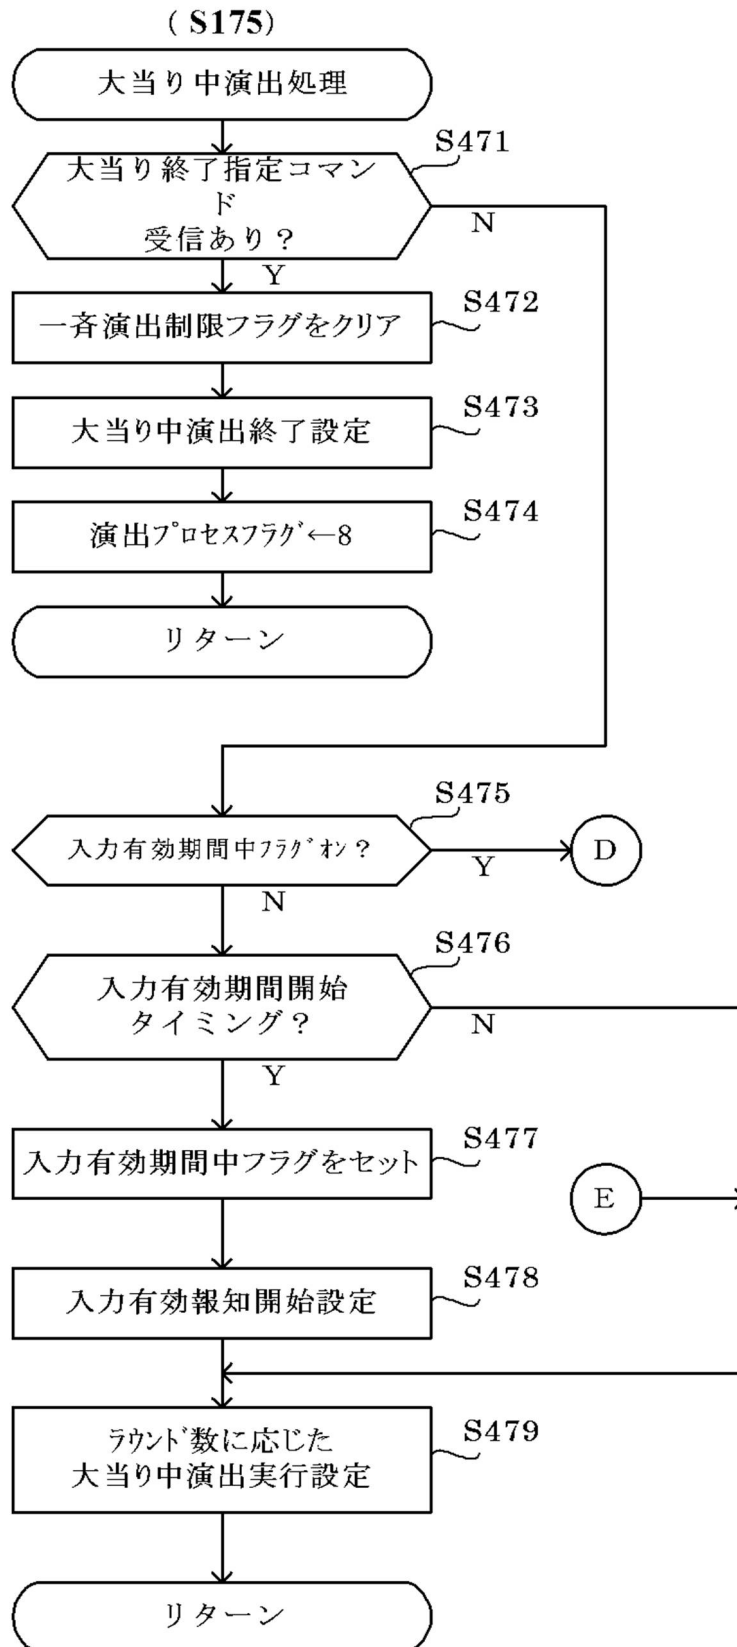 (S175)
大当り中演出処理
S471
大当り終了指定コマン
ド
受信あり?
N
Y
S472
一斉演出制限フラグをクリア
S473
大当り中演出終了設定
S474
演出プロセスフラグ←8
リターン
S475
入力有効期間中フラグオン?
Y
D
N
S476
入力有効期間開始
タイミング?
N
Y
S477
入力有効期間中フラグをセット
E
S478
入力有効報知開始設定
S479
ラウンド数に応じた
大当り中演出実行設定
リターン